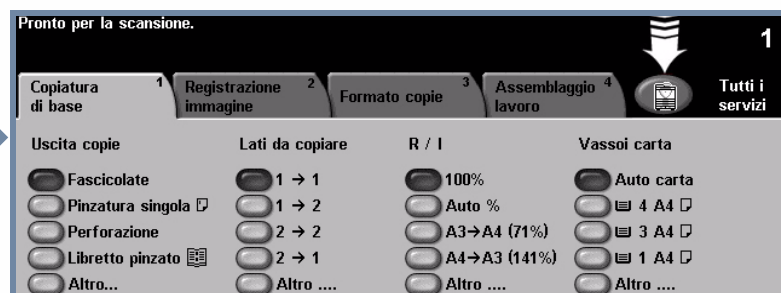 Pronto per la scansione.
1
Copiatura di base 1
Registrazione immagine 2
Formato copie 3
Assemblaggio lavoro 4
Tutti i servizi
Uscita copie
Fascicolate
Pinzatura singola
Perforazione
Libretto pinzato
Altro...
Lati da copiare
1 → 1
1 → 2
2 → 2
2 → 1
Altro ....
R / I
100%
Auto %
A3→A4 (71%)
A4→A3 (141%)
Altro ....
Vassoi carta
Auto carta
4 A4
3 A4
1 A4
Altro ....